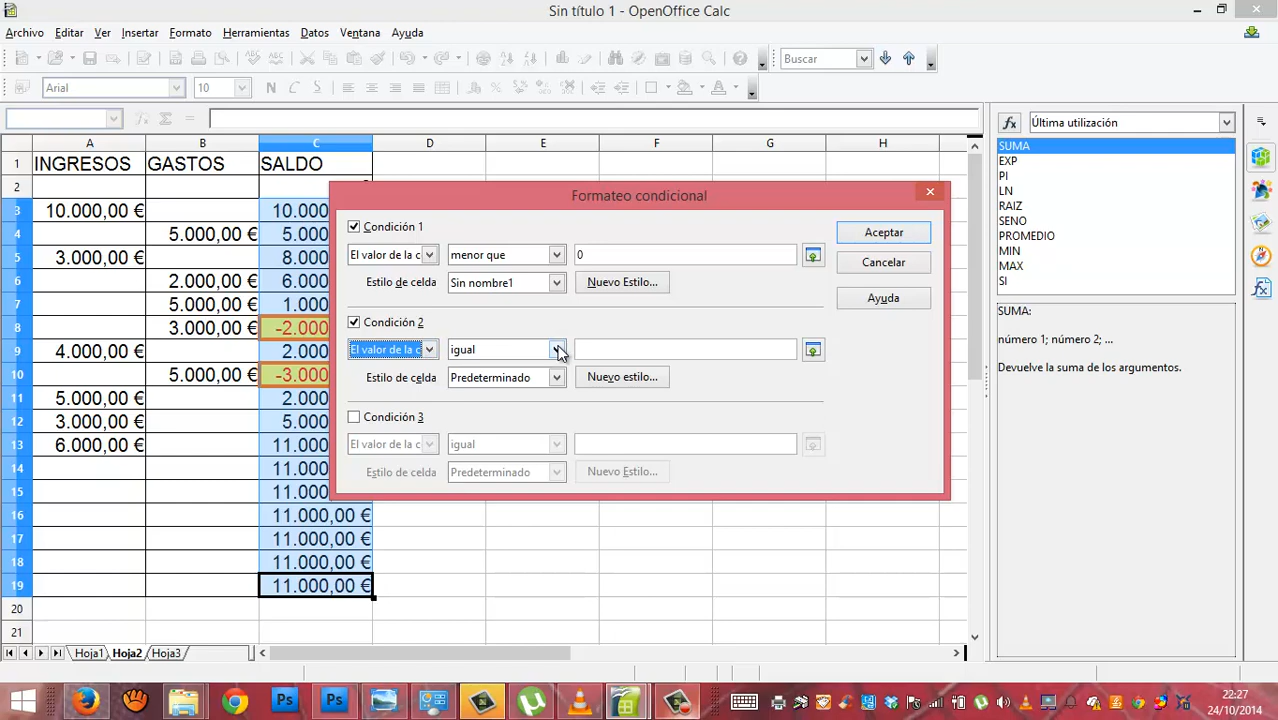 Sin título 1 - OpenOffice Calc
Archivo Editar Ver Insertar Formato Herramientas Datos Ventana Ayuda
Buscar
Arial 10
Última utilización
A B C D E F G H
SUMA
EXP
PI
LN
RAIZ
SENO
PROMEDIO
MIN
MAX
SI
SUMA:
número 1; número 2; ...
Devuelve la suma de los argumentos.
1 INGRESOS GASTOS SALDO
2
3 10.000,00 € 10.000
4 5.000,00 € 5.000
5 3.000,00 € 8.000
6 2.000,00 € 6.000
7 5.000,00 € 1.000
8 3.000,00 € -2.000
9 4.000,00 € 2.000
10 5.000,00 € -3.000
11 5.000,00 € 2.000
12 3.000,00 € 5.000
13 6.000,00 € 11.000
14 11.000
15 11.000
16 11.000,00 €
17 11.000,00 €
18 11.000,00 €
19 11.000,00 €
20
21
Formateo condicional
Condición 1
El valor de la c menor que 0
Estilo de celda Sin nombre1 Nuevo Estilo...
Condición 2
El valor de la c igual
Estilo de celda Predeterminado Nuevo estilo...
Condición 3
El valor de la c igual
Estilo de celda Predeterminado Nuevo Estilo...
Aceptar
Cancelar
Ayuda
Hoja1 Hoja2 Hoja3
Ps Ps
22:27
24/10/2014